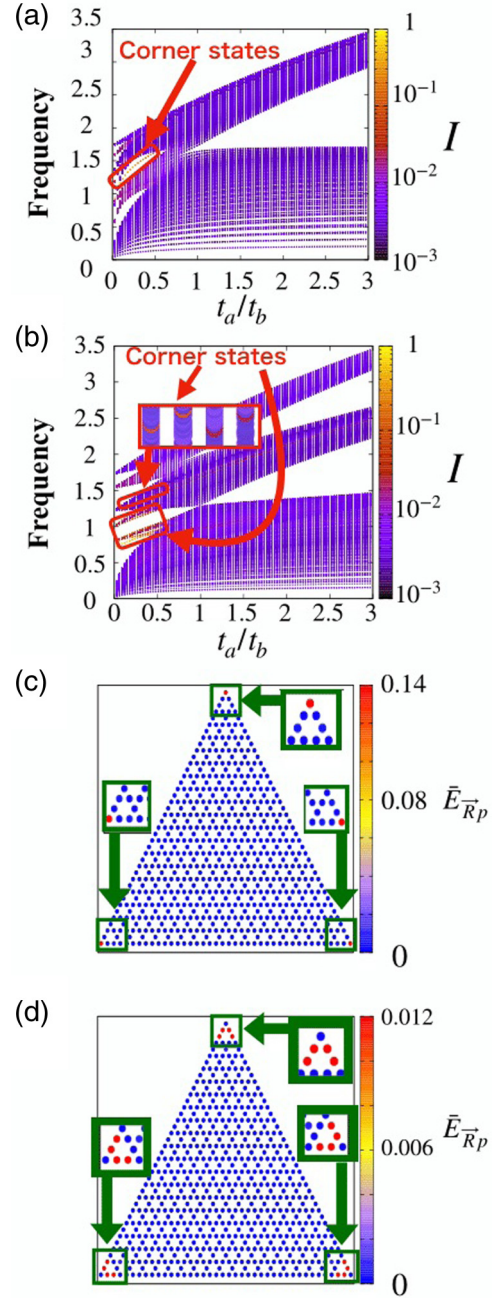 (a)
3.5
3
2.5
2
1.5
1
0.5
0
Frequency
Corner states
0 0.5 1 1.5 2 2.5 3
t_a/t_b
1
10^{-1}
10^{-2}
10^{-3}
I
(b)
3.5
3
2.5
2
1.5
1
0.5
0
Frequency
Corner states
0 0.5 1 1.5 2 2.5 3
t_a/t_b
1
10^{-1}
10^{-2}
10^{-3}
I
(c)
0.14
0.08
0
\bar{E}_{\vec{R}p}
(d)
0.012
0.006
0
\bar{E}_{\vec{R}p}